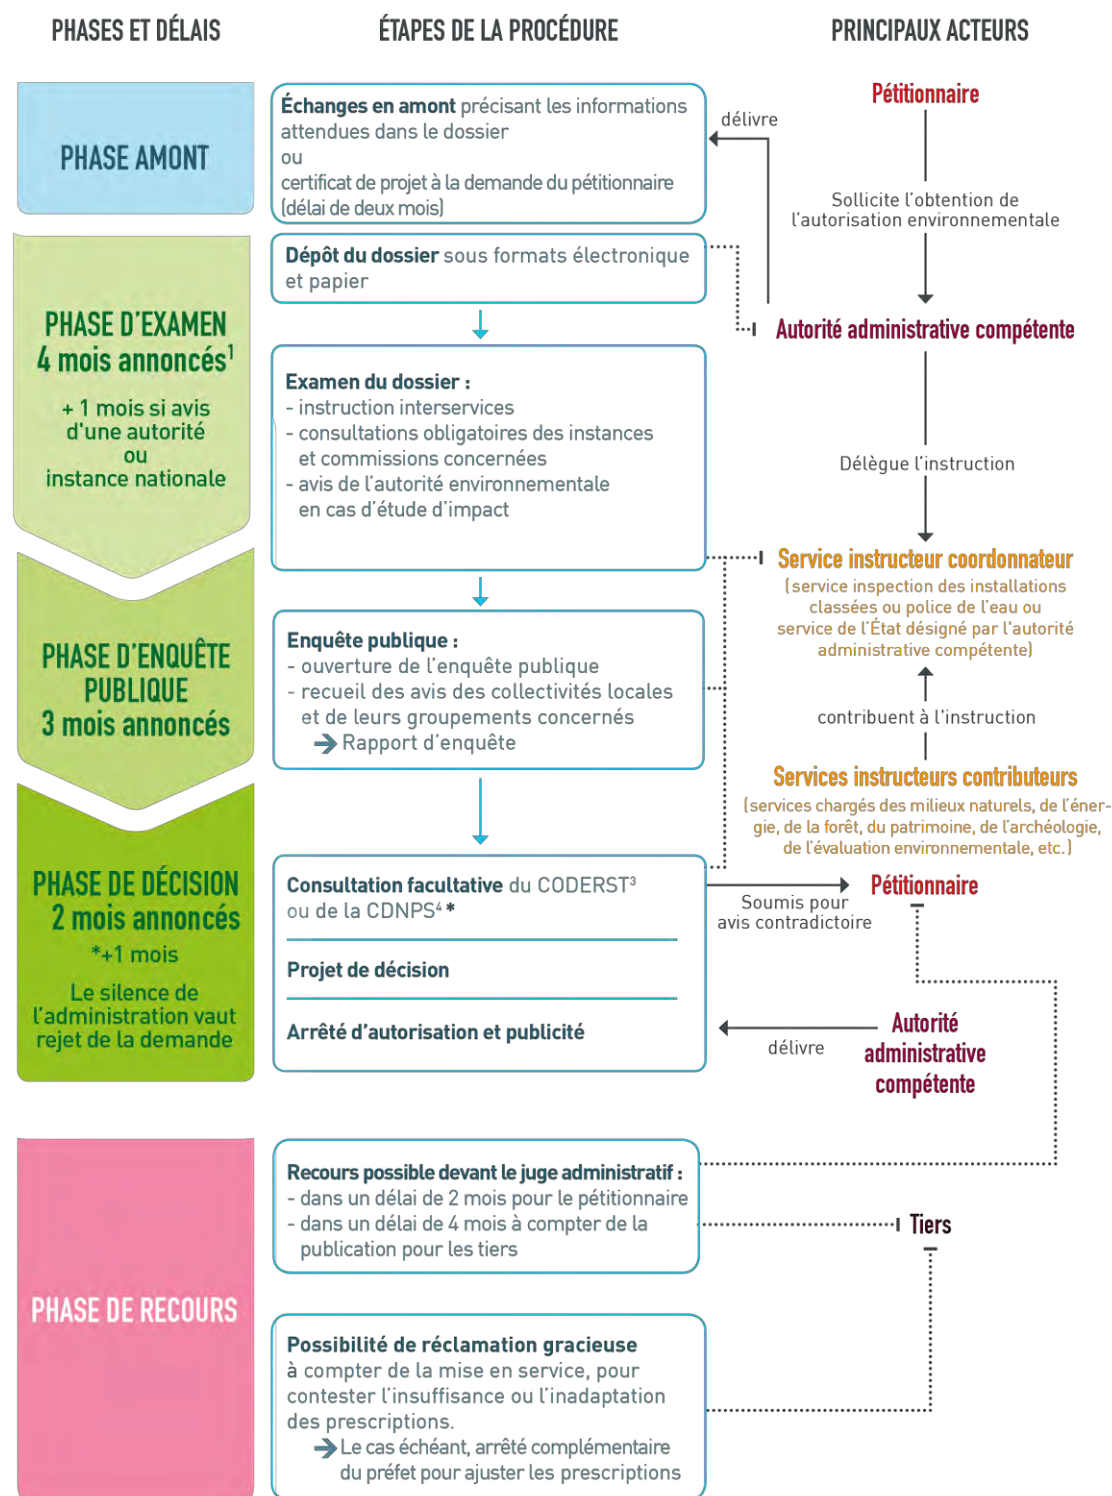 PHASES ET DÉLAIS
ÉTAPES DE LA PROCÉDURE
PRINCIPAUX ACTEURS
PHASE AMONT
Échanges en amont précisant les informations
attendues dans le dossier
ou
certificat de projet à la demande du pétitionnaire
(délai de deux mois)
délivre
Pétitionnaire
Sollicite l'obtention de
l'autorisation environnementale
PHASE D'EXAMEN
4 mois annoncés¹
+ 1 mois si avis
d'une autorité
ou
instance nationale
Dépôt du dossier sous formats électronique
et papier
Autorité administrative compétente
Examen du dossier :
- instruction interservices
- consultations obligatoires des instances
et commissions concernées
- avis de l'autorité environnementale
en cas d'étude d'impact
Délègue l'instruction
Service instructeur coordonnateur
(service inspection des installations
classées ou police de l'eau ou
service de l'État désigné par l'autorité
administrative compétente)
PHASE D'ENQUÊTE
PUBLIQUE
3 mois annoncés
Enquête publique :
- ouverture de l'enquête publique
- recueil des avis des collectivités locales
et de leurs groupements concernés
➔ Rapport d'enquête
contribuent à l'instruction
Services instructeurs contributeurs
(services chargés des milieux naturels, de l'éner-
gie, de la forêt, du patrimoine, de l'archéologie,
de l'évaluation environnementale, etc.)
PHASE DE DÉCISION
2 mois annoncés
*+1 mois
Le silence de
l'administration vaut
rejet de la demande
Consultation facultative du CODERST³
ou de la CDNPS⁴ *
Projet de décision
Arrêté d'autorisation et publicité
Soumis pour
avis contradictoire
Pétitionnaire
délivre
Autorité
administrative
compétente
PHASE DE RECOURS
Recours possible devant le juge administratif :
- dans un délai de 2 mois pour le pétitionnaire
- dans un délai de 4 mois à compter de la
publication pour les tiers
Tiers
Possibilité de réclamation gracieuse
à compter de la mise en service, pour
contester l'insuffisance ou l'inadaptation
des prescriptions.
➔ Le cas échéant, arrêté complémentaire
du préfet pour ajuster les prescriptions